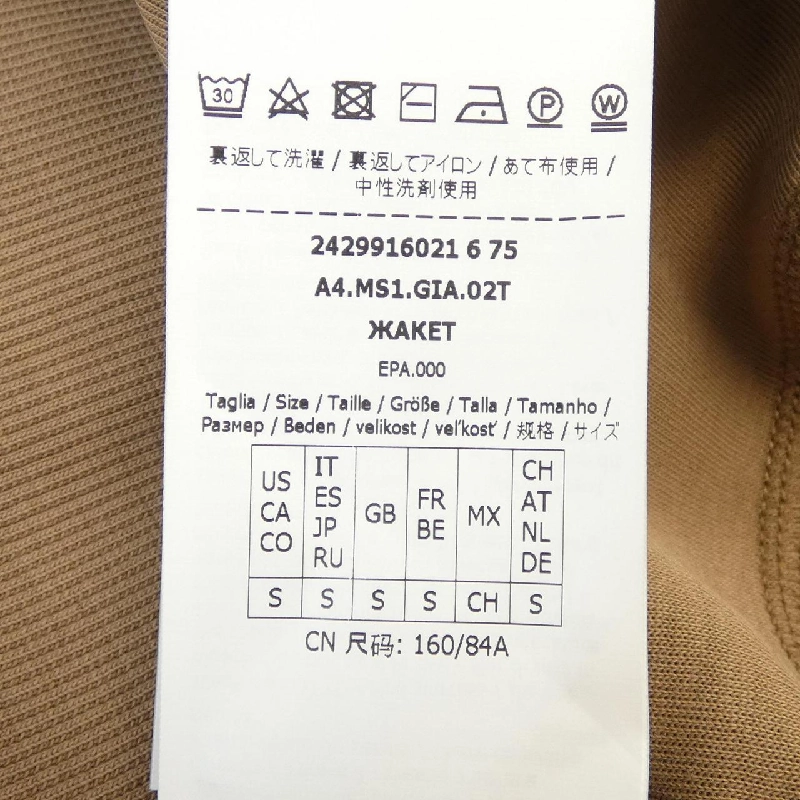 30
P
W
裏返して洗濯 / 裏返してアイロン / あて布使用 /
中性洗剤使用
2429916021 6 75
A4.MS1.GIA.02T
ЖАКЕТ
EPA.000
Taglia / Size / Taille / Größe / Talla / Tamanho /
Размер / Beden / velikost / veľkosť / 规格 / サイズ
US CA CO
IT ES JP RU
GB
FR BE
MX
CH AT NL DE
S S S S CH S
CN 尺码: 160/84A